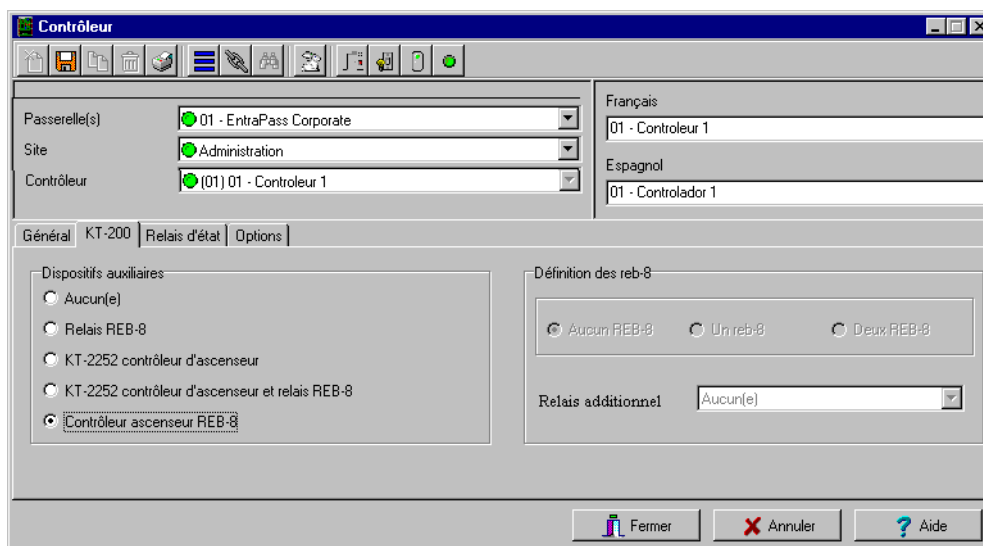 Contrôleur
Passerelle(s)
01 - EntraPass Corporate
Site
Administration
Contrôleur
(01) 01 - Controleur 1
Français
01 - Controleur 1
Espagnol
01 - Controlador 1
Général KT-200 Relais d'état Options
Dispositifs auxiliaires
Aucun(e)
Relais REB-8
KT-2252 contrôleur d'ascenseur
KT-2252 contrôleur d'ascenseur et relais REB-8
Contrôleur ascenseur REB-8
Définition des reb-8
Aucun REB-8 Un reb-8 Deux REB-8
Relais additionnel Aucun(e)
Fermer Annuler Aide